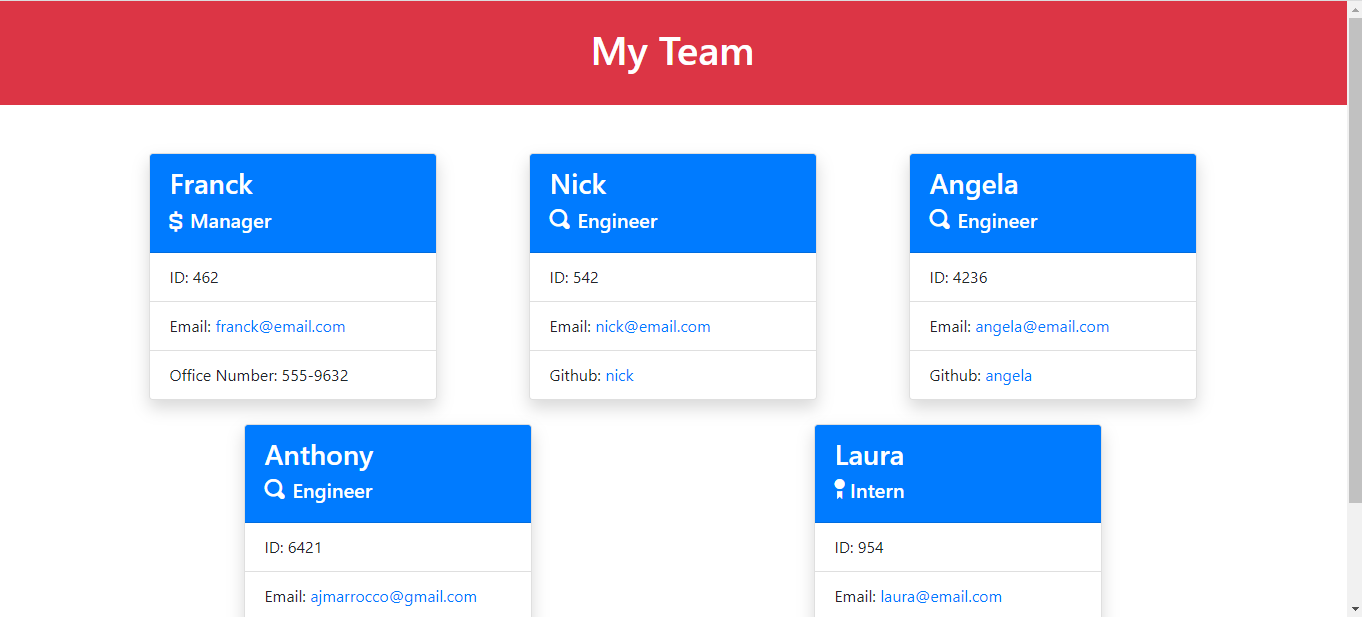 My Team
Franck
$ Manager
ID: 462
Email: franck@email.com
Office Number: 555-9632
Nick
Engineer
ID: 542
Email: nick@email.com
Github: nick
Angela
Engineer
ID: 4236
Email: angela@email.com
Github: angela
Anthony
Engineer
ID: 6421
Email: ajmarrocco@gmail.com
Laura
Intern
ID: 954
Email: laura@email.com